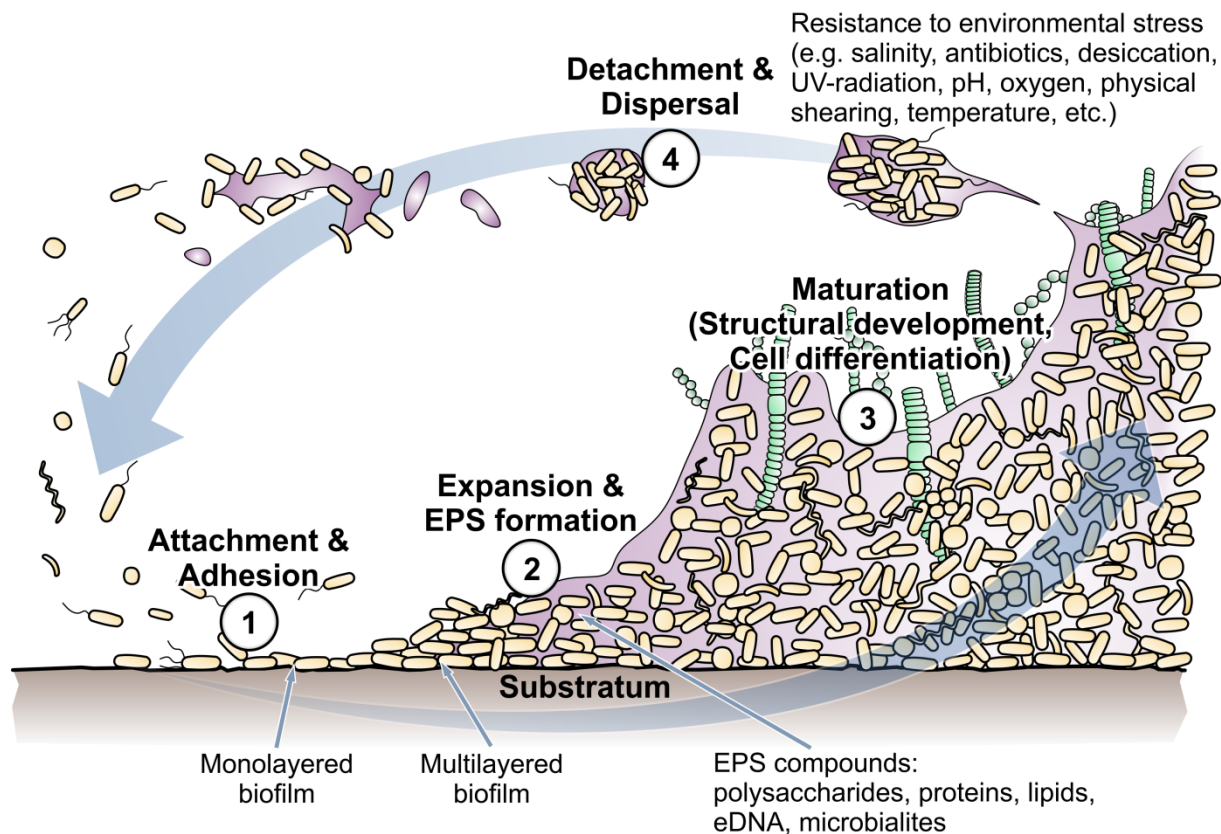 Resistance to environmental stress
(e.g. salinity, antibiotics, desiccation,
UV-radiation, pH, oxygen, physical
shearing, temperature, etc.)
Detachment &
Dispersal
4
Maturation
(Structural development,
Cell differentiation)
3
Expansion &
EPS formation
2
Attachment &
Adhesion
1
Substratum
Monolayered
biofilm
Multilayered
biofilm
EPS compounds:
polysaccharides, proteins, lipids,
eDNA, microbialites